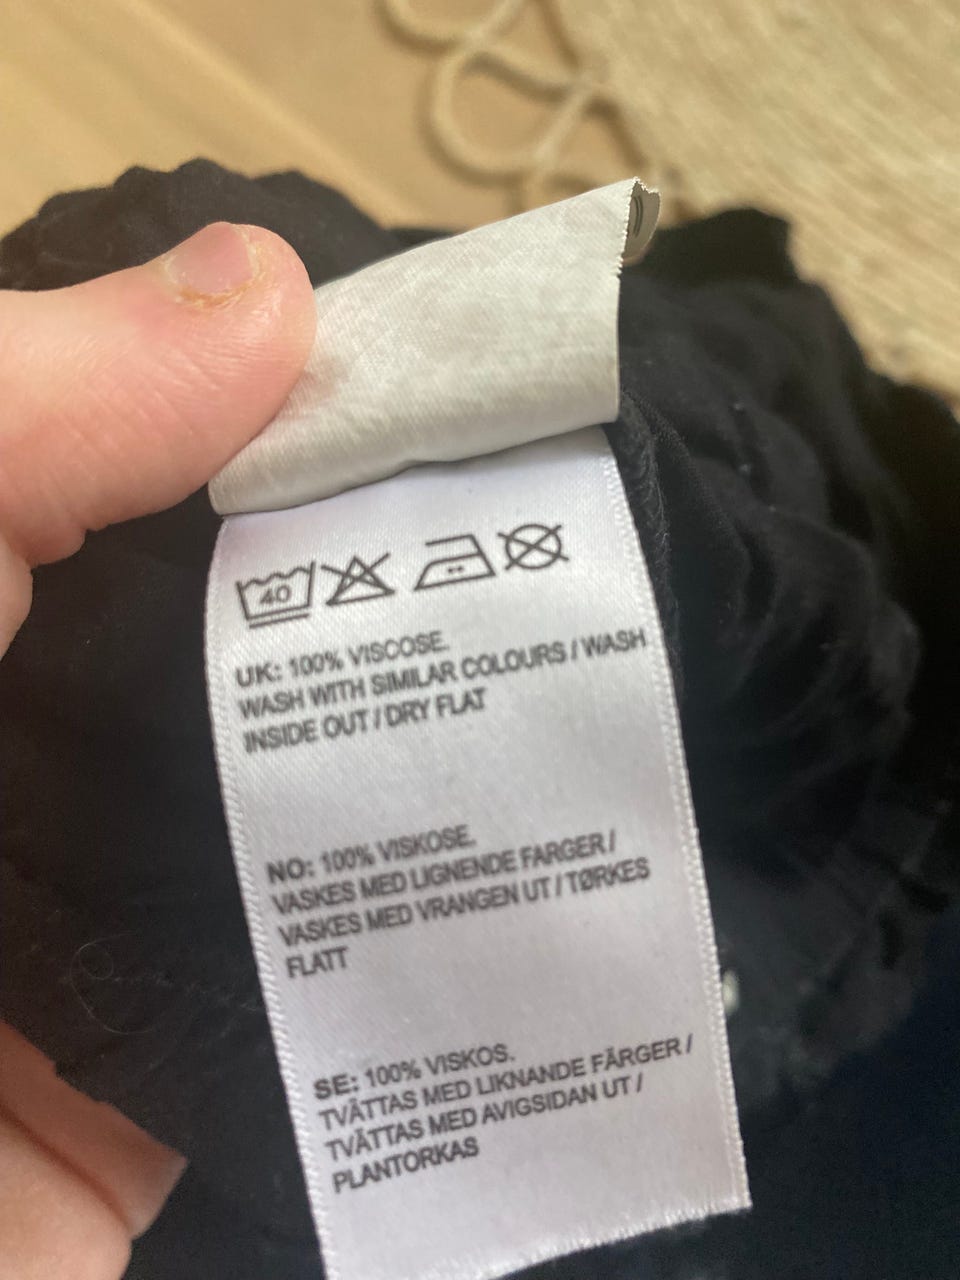 40
UK: 100% VISCOSE.
WASH WITH SIMILAR COLOURS / WASH
INSIDE OUT / DRY FLAT
NO: 100% VISKOSE.
VASKES MED LIGNENDE FARGER /
VASKES MED VRANGEN UT / TØRKES
FLATT
SE: 100% VISKOS.
TVÄTTAS MED LIKNANDE FÄRGER /
TVÄTTAS MED AVIGSIDAN UT /
PLANTORKAS